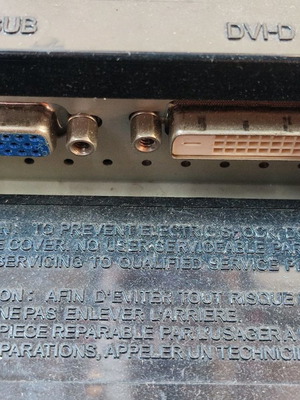 SUB DVI-D
TO PREVENT ELECTRIC SHOCK,
COVER. NO USER-SERVICEABLE
SERVICING TO QUALIFIED SERVICE
ION : AFIN D'EVITER TOUT RISQUE
NE PAS ENLEVER L'ARRIERE.
PIECE REPARABLE PAR L'USAGER A
PARATIONS, APPELER UN TECHNICI